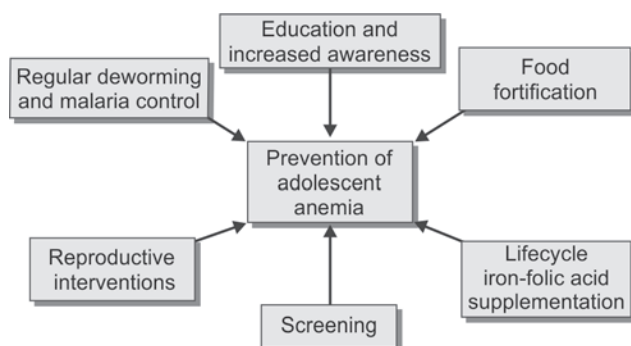 Education and
increased awareness
Regular deworming
and malaria control
Food
fortification
Prevention of
adolescent
anemia
Reproductive
interventions
Lifecycle
iron-folic acid
supplementation
Screening